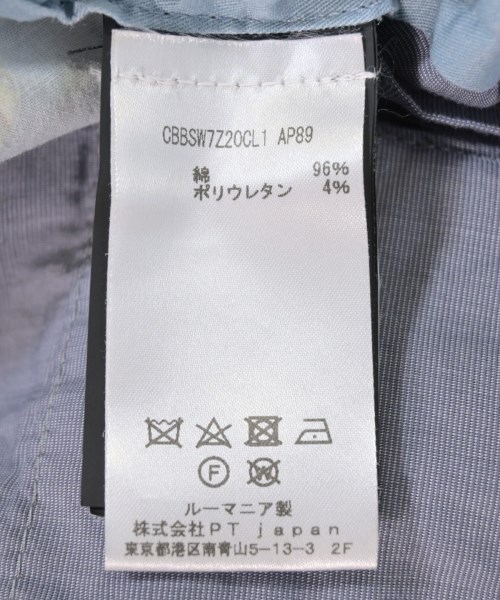 CBBSW7Z20CL1 AP89
綿 96%
ポリウレタン 4%
F W
ルーマニア製
株式会社PT japan
東京都港区南青山5-13-3 2F